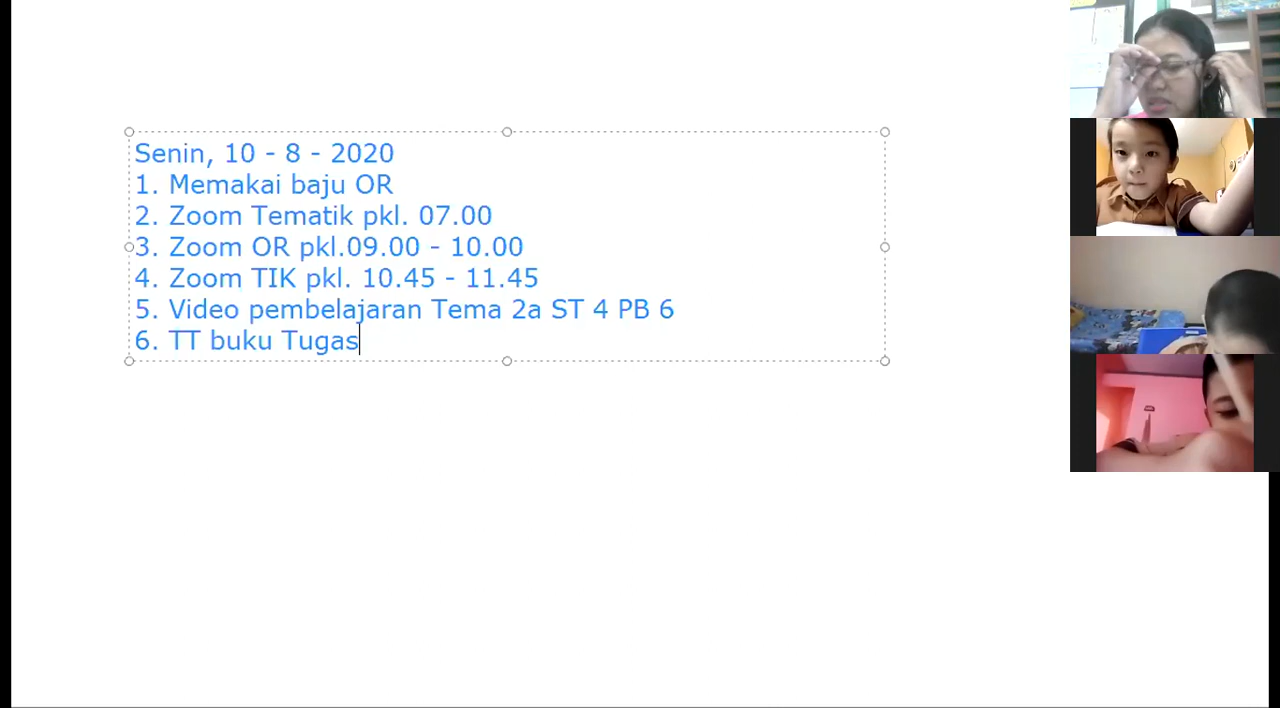 Senin, 10 - 8 - 2020
1. Memakai baju OR
2. Zoom Tematik pkl. 07.00
3. Zoom OR pkl.09.00 - 10.00
4. Zoom TIK pkl. 10.45 - 11.45
5. Video pembelajaran Tema 2a ST 4 PB 6
6. TT buku Tugas